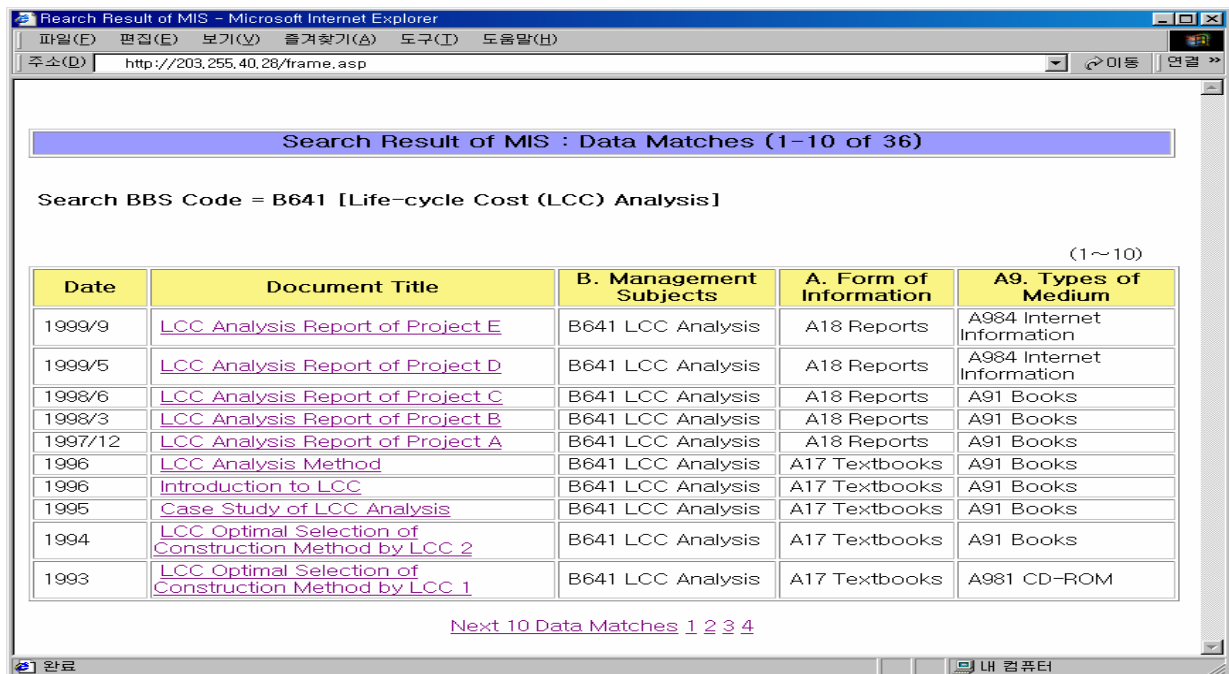 Rearch Result of MIS - Microsoft Internet Explorer
파일(F) 편집(E) 보기(V) 즐겨찾기(A) 도구(T) 도움말(H)
주소(D) http://203,255,40,28/frame,asp 이동 연결 »
Search Result of MIS : Data Matches (1-10 of 36)
Search BBS Code = B641 [Life-cycle Cost (LCC) Analysis]
(1~10)
Date Document Title B. Management Subjects A. Form of Information A9. Types of Medium
1999/9 LCC Analysis Report of Project E B641 LCC Analysis A18 Reports A984 Internet Information
1999/5 LCC Analysis Report of Project D B641 LCC Analysis A18 Reports A984 Internet Information
1998/6 LCC Analysis Report of Project C B641 LCC Analysis A18 Reports A91 Books
1998/3 LCC Analysis Report of Project B B641 LCC Analysis A18 Reports A91 Books
1997/12 LCC Analysis Report of Project A B641 LCC Analysis A18 Reports A91 Books
1996 LCC Analysis Method B641 LCC Analysis A17 Textbooks A91 Books
1996 Introduction to LCC B641 LCC Analysis A17 Textbooks A91 Books
1995 Case Study of LCC Analysis B641 LCC Analysis A17 Textbooks A91 Books
1994 LCC Optimal Selection of Construction Method by LCC 2 B641 LCC Analysis A17 Textbooks A91 Books
1993 LCC Optimal Selection of Construction Method by LCC 1 B641 LCC Analysis A17 Textbooks A981 CD-ROM
Next 10 Data Matches 1 2 3 4
완료 내 컴퓨터